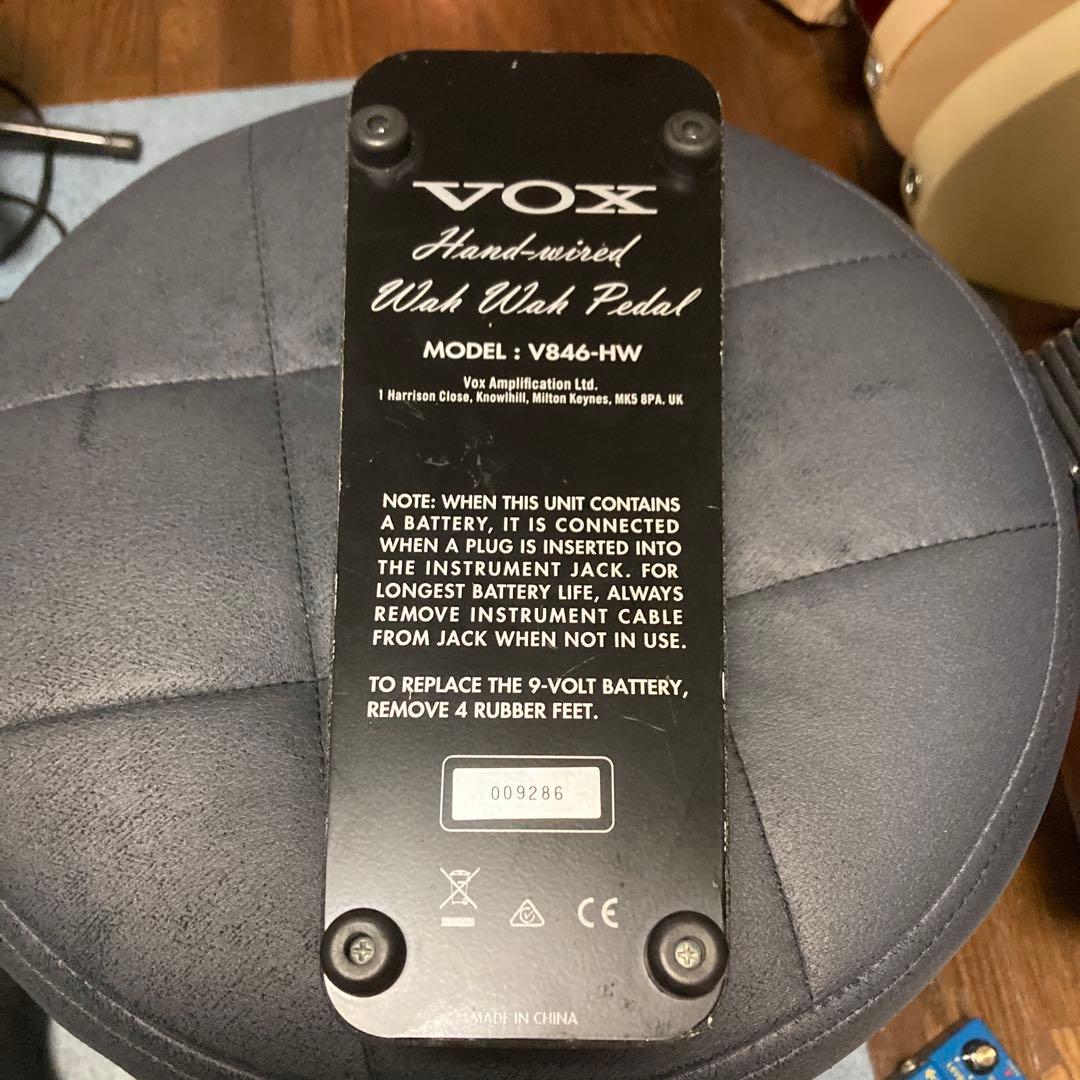 VOX
Hand-wired
Wah Wah Pedal
MODEL : V846-HW
Vox Amplification Ltd.
1 Harrison Close, Knowlhill, Milton Keynes, MK5 8PA. UK
NOTE: WHEN THIS UNIT CONTAINS
A BATTERY, IT IS CONNECTED
WHEN A PLUG IS INSERTED INTO
THE INSTRUMENT JACK. FOR
LONGEST BATTERY LIFE, ALWAYS
REMOVE INSTRUMENT CABLE
FROM JACK WHEN NOT IN USE.
TO REPLACE THE 9-VOLT BATTERY,
REMOVE 4 RUBBER FEET.
009286
CE
MADE IN CHINA